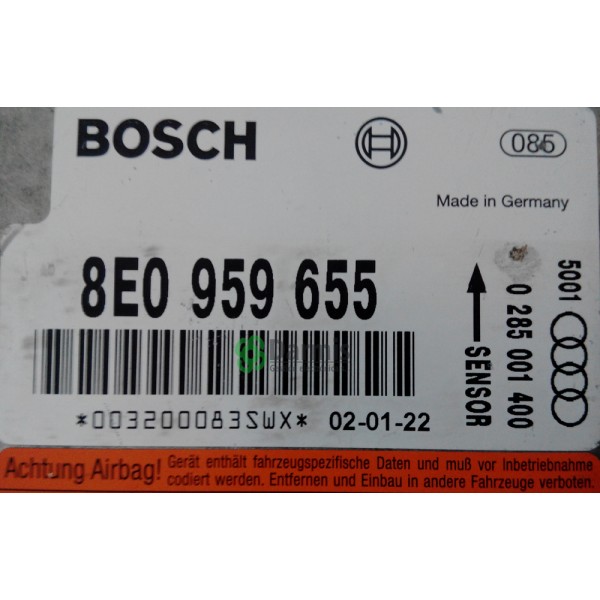 BOSCH
085
Made in Germany
8E0 959 655
SENSOR
0 285 001 400
5001
*003200083SWX* 02-01-22
Achtung Airbag!
Gerät enthält fahrzeugspezifische Daten und muß vor Inbetriebnahme
codiert werden. Entfernen und Einbau in andere Fahrzeuge verboten.